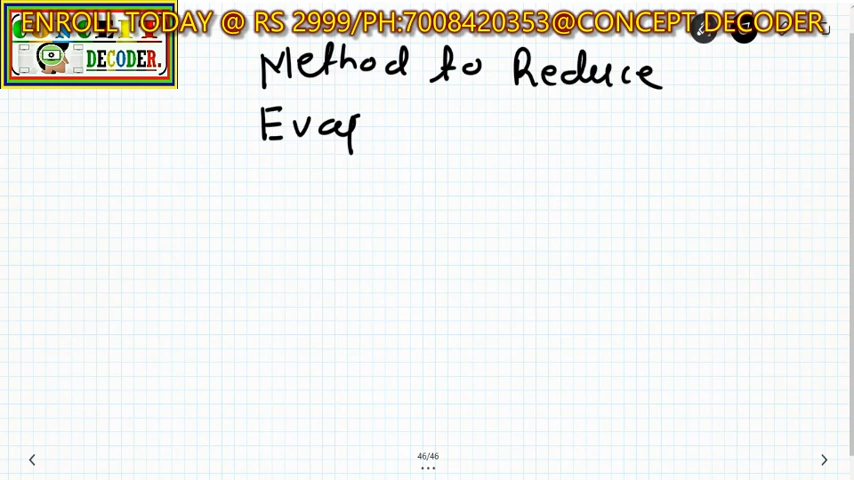 ENROLL TODAY @ RS 2999/PH:7008420353@CONCEPT DECODER.
DECODER.
Method to Reduce
Evap
46/46